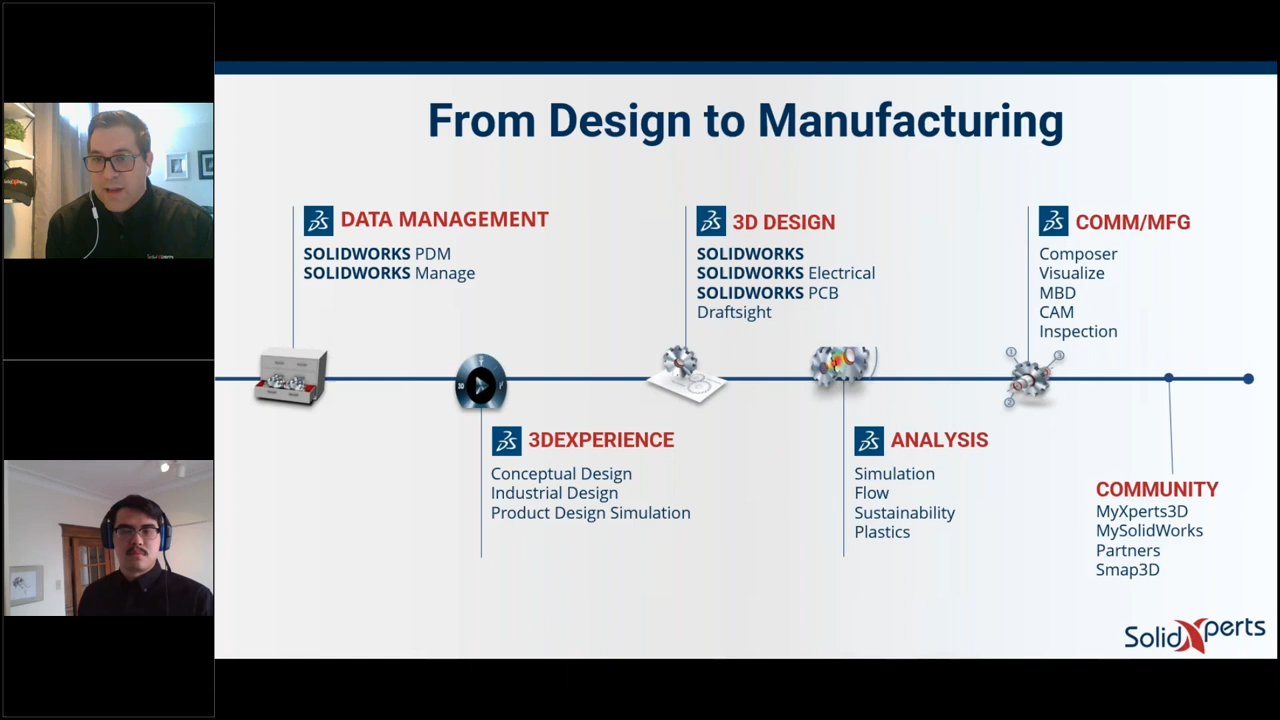 From Design to Manufacturing
DATA MANAGEMENT
SOLIDWORKS PDM
SOLIDWORKS Manage
3D DESIGN
SOLIDWORKS
SOLIDWORKS Electrical
SOLIDWORKS PCB
Draftsight
COMM/MFG
Composer
Visualize
MBD
CAM
Inspection
3DEXPERIENCE
Conceptual Design
Industrial Design
Product Design Simulation
ANALYSIS
Simulation
Flow
Sustainability
Plastics
COMMUNITY
MyXperts3D
MySolidWorks
Partners
Smap3D
SolidXperts